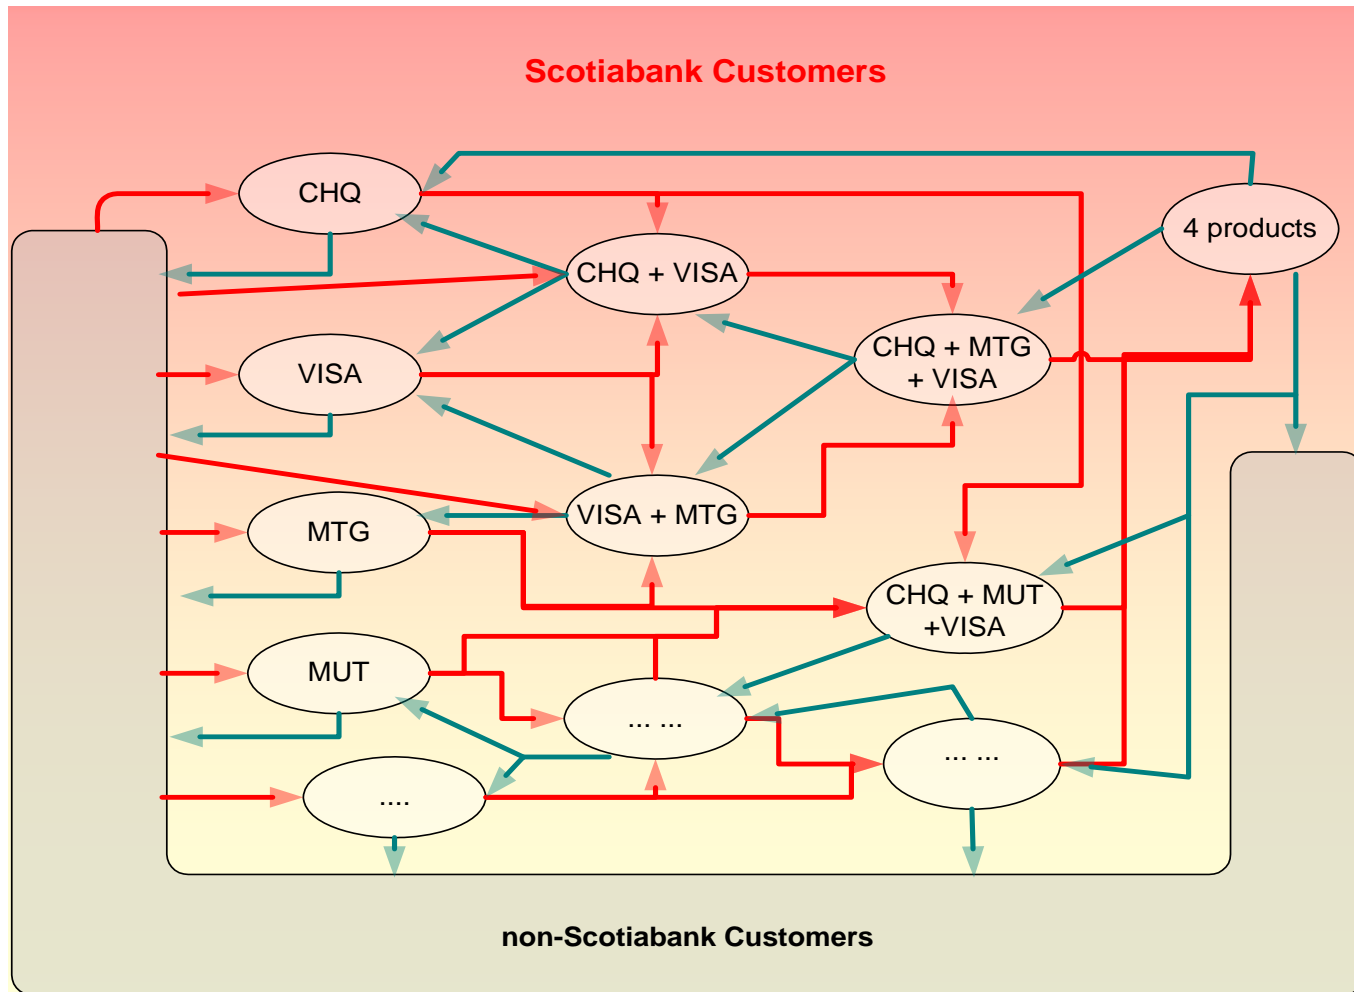 Scotiabank Customers
CHQ
4 products
CHQ + VISA
CHQ + MTG
+ VISA
VISA
VISA + MTG
MTG
CHQ + MUT
+VISA
MUT
... ...
... ...
....
non-Scotiabank Customers